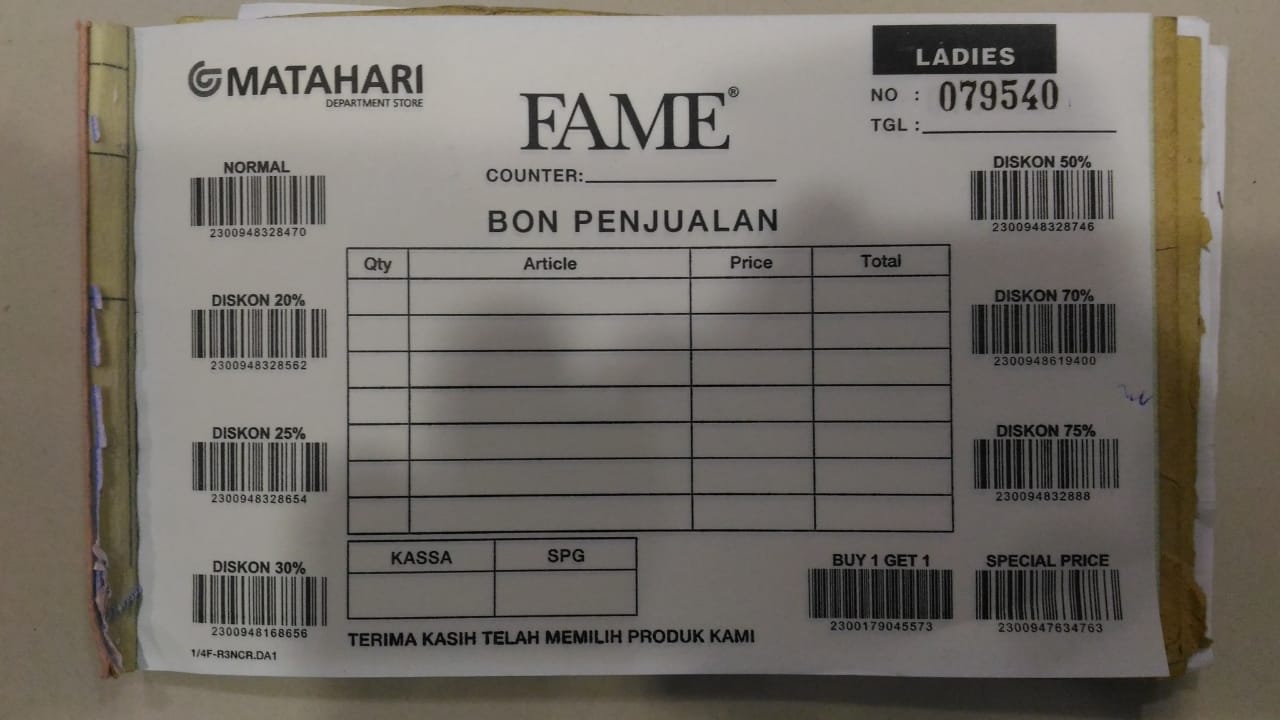 MATAHARI
DEPARTMENT STORE
FAME®
LADIES
NO : 079540
TGL :
COUNTER:
BON PENJUALAN
NORMAL
2300948328470
DISKON 20%
2300948328562
DISKON 25%
2300948328654
DISKON 30%
2300948168656
Qty Article Price Total
DISKON 50%
2300948328746
DISKON 70%
2300948619400
DISKON 75%
2300094832888
KASSA SPG
BUY 1 GET 1
2300179045573
SPECIAL PRICE
2300947634763
TERIMA KASIH TELAH MEMILIH PRODUK KAMI
1/4F-R3NCR.DA1